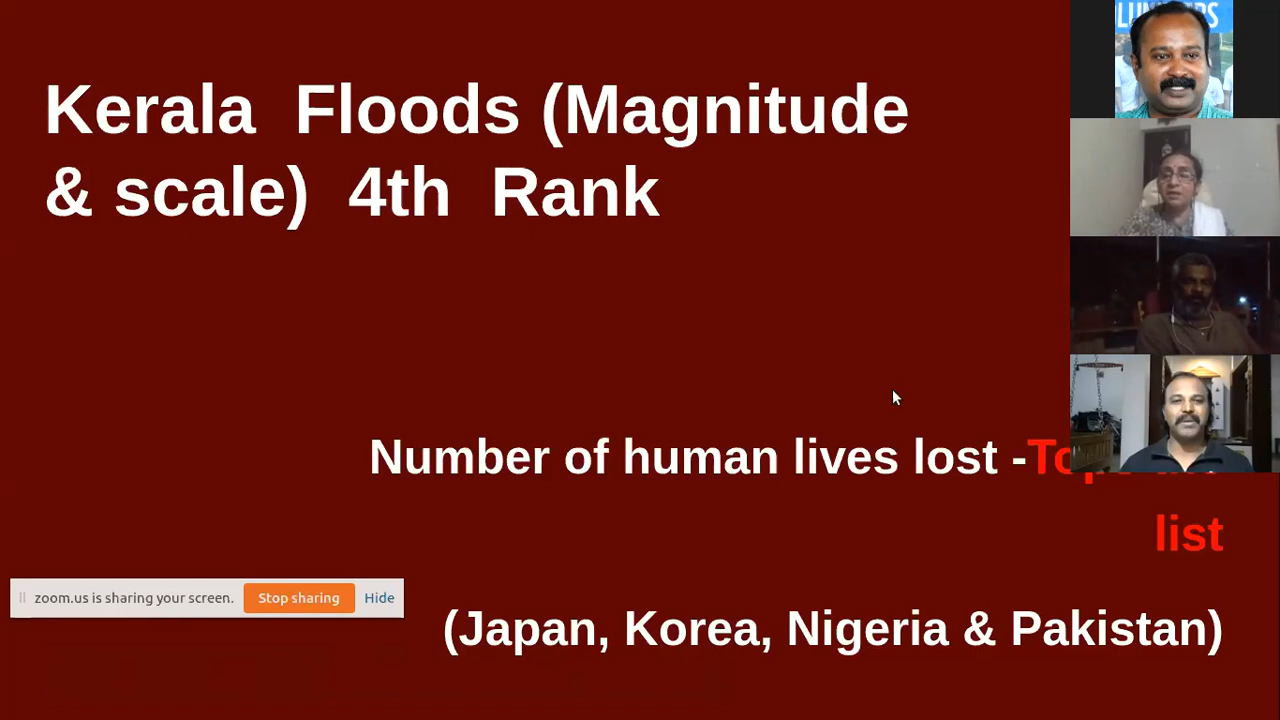 Kerala Floods (Magnitude
& scale) 4th Rank
Number of human lives lost -
list
(Japan, Korea, Nigeria & Pakistan)
zoom.us is sharing your screen. Stop sharing Hide